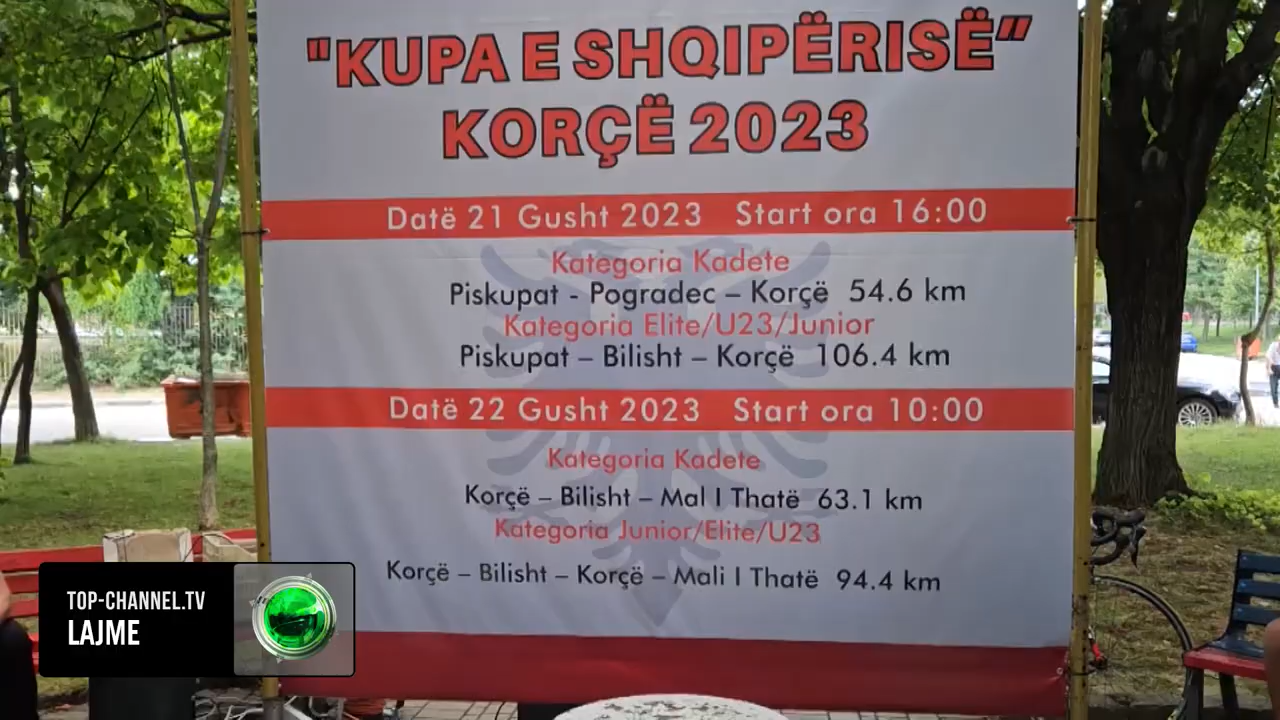 "KUPA E SHQIPËRISË”
KORÇË 2023
Datë 21 Gusht 2023 Start ora 16:00
Kategoria Kadete
Piskupat - Pogradec – Korçë 54.6 km
Kategoria Elite/U23/Junior
Piskupat – Bilisht – Korçë 106.4 km
Datë 22 Gusht 2023 Start ora 10:00
Kategoria Kadete
Korçë – Bilisht – Mal I Thatë 63.1 km
Kategoria Junior/Elite/U23
Korçë – Bilisht – Korçë – Mali I Thatë 94.4 km
TOP-CHANNEL.TV
LAJME